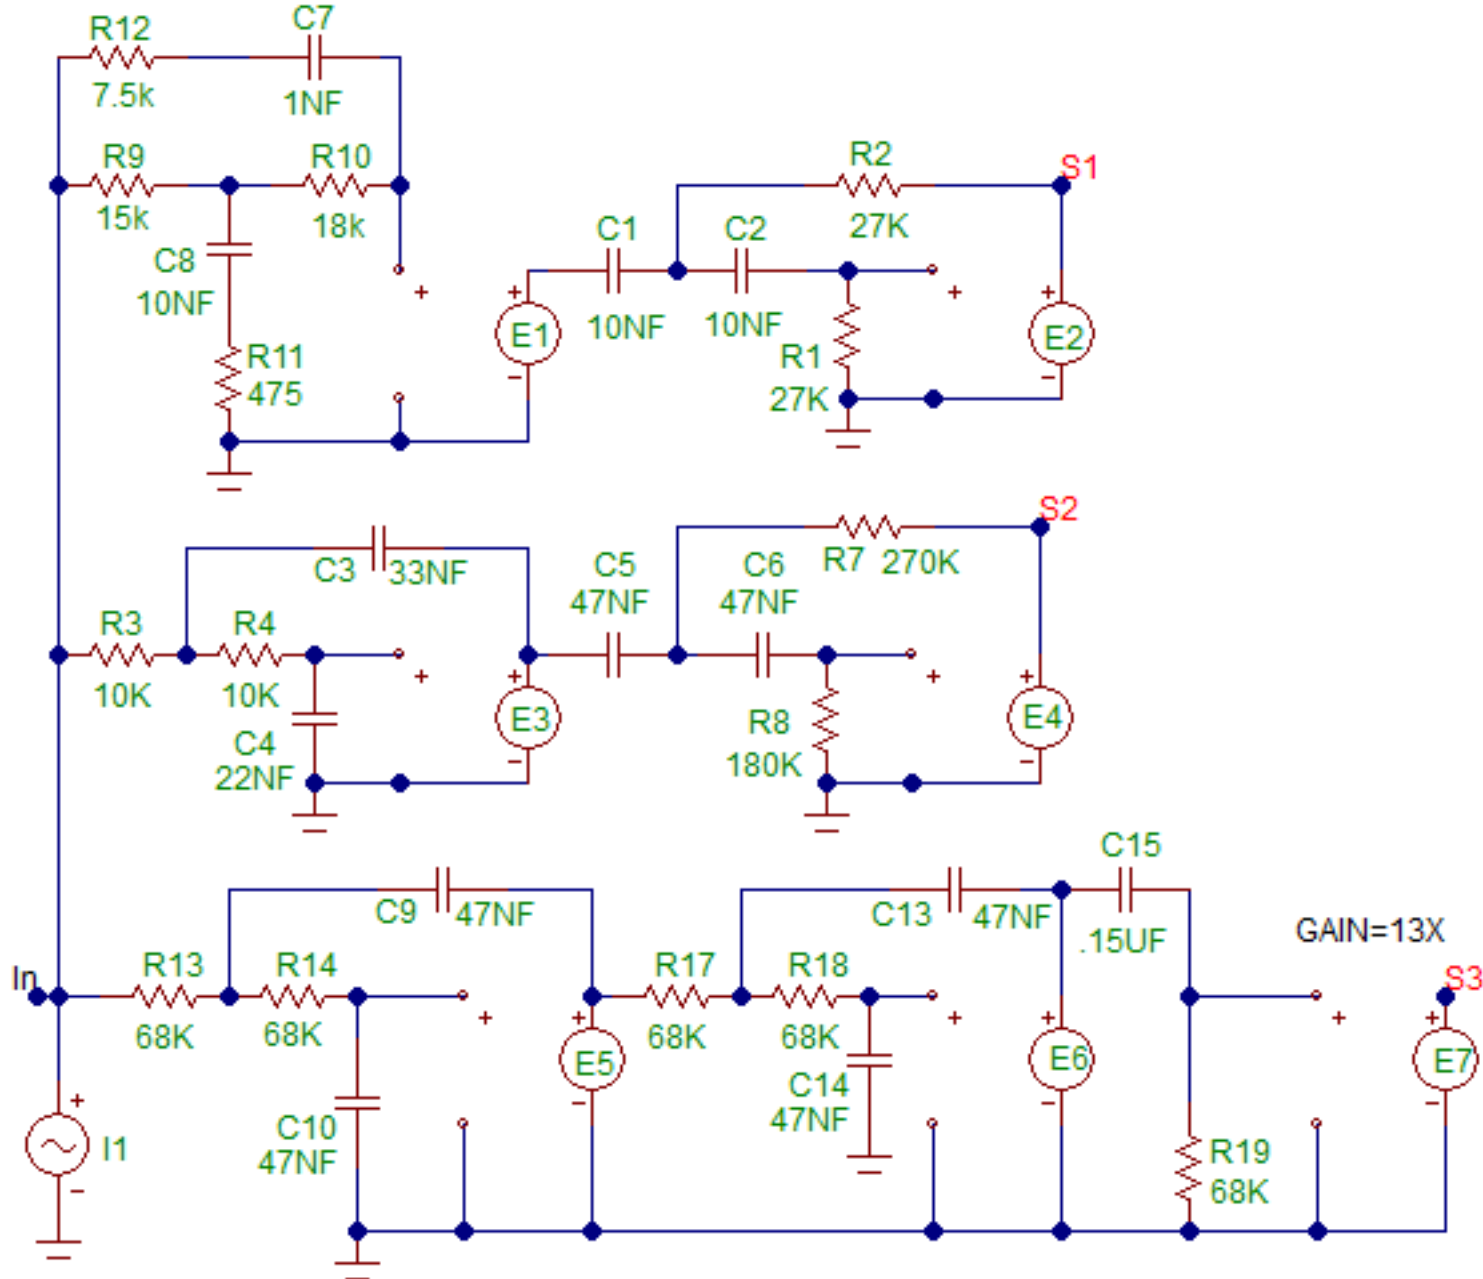 R12
C7
7.5k
1NF
R9
R10
15k
18k
C8
10NF
R11
475
+
+
E1
−
C1
10NF
C2
10NF
R2
27K
S1
R1
27K
+
+
E2
−
S2
C3
33NF
R3
10K
R4
10K
C4
22NF
+
+
E3
−
C5
47NF
C6
47NF
R7
270K
R8
180K
+
+
E4
−
C9
47NF
C13
47NF
C15
.15UF
GAIN=13X
In
R13
68K
R14
68K
C10
47NF
+
+
E5
−
R17
68K
R18
68K
C14
47NF
+
+
E6
−
R19
68K
+
S3
+
E7
−
+
I1
−